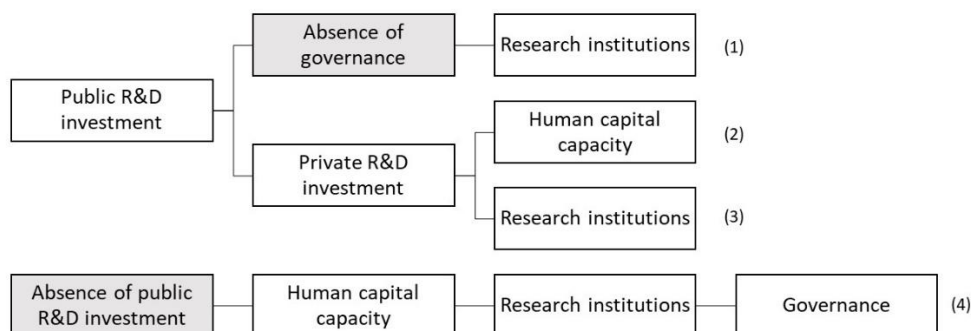 Absence of
governance
Research institutions
(1)
Public R&D
investment
Human capital
capacity
(2)
Private R&D
investment
Research institutions
(3)
Absence of public
R&D investment
Human capital
capacity
Research institutions
Governance
(4)